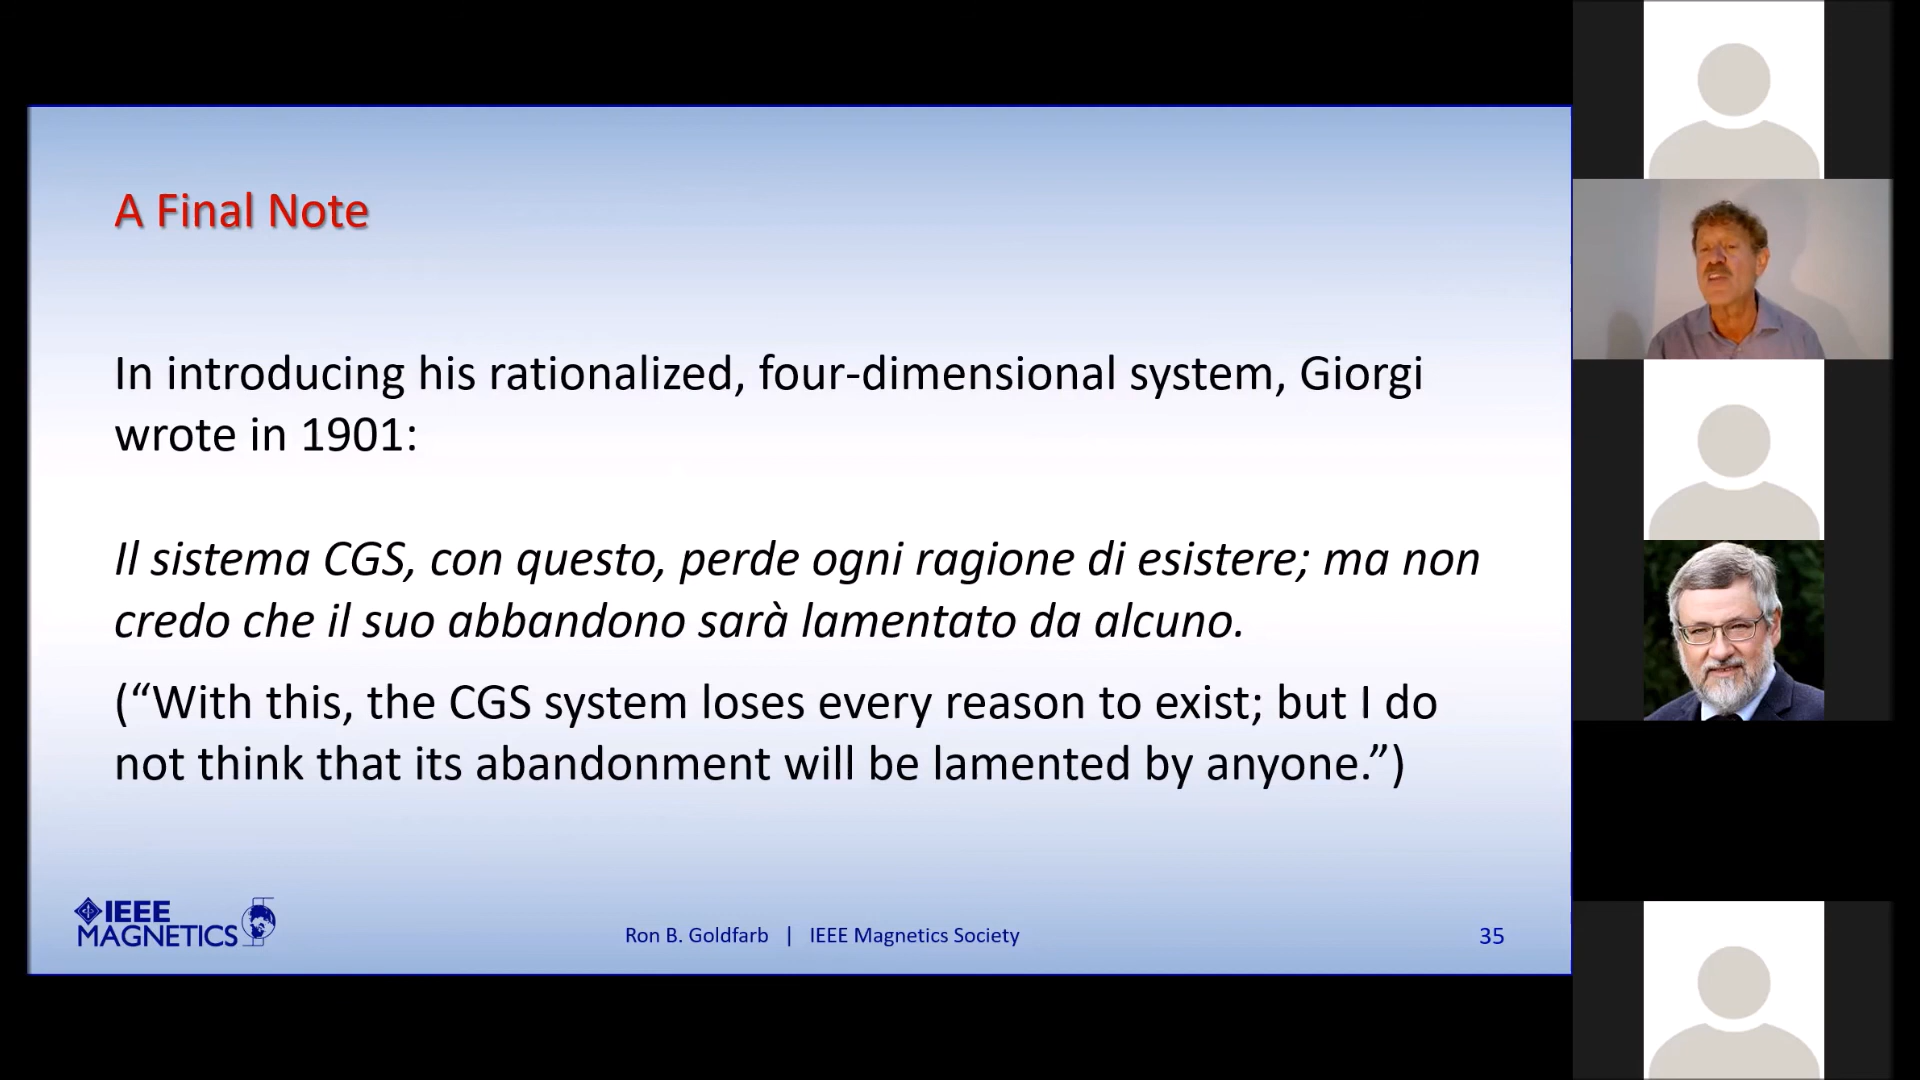 A Final Note
In introducing his rationalized, four-dimensional system, Giorgi
wrote in 1901:
Il sistema CGS, con questo, perde ogni ragione di esistere; ma non
credo che il suo abbandono sarà lamentato da alcuno.
(“With this, the CGS system loses every reason to exist; but I do
not think that its abandonment will be lamented by anyone.”)
IEEE
MAGNETICS
Ron B. Goldfarb | IEEE Magnetics Society
35